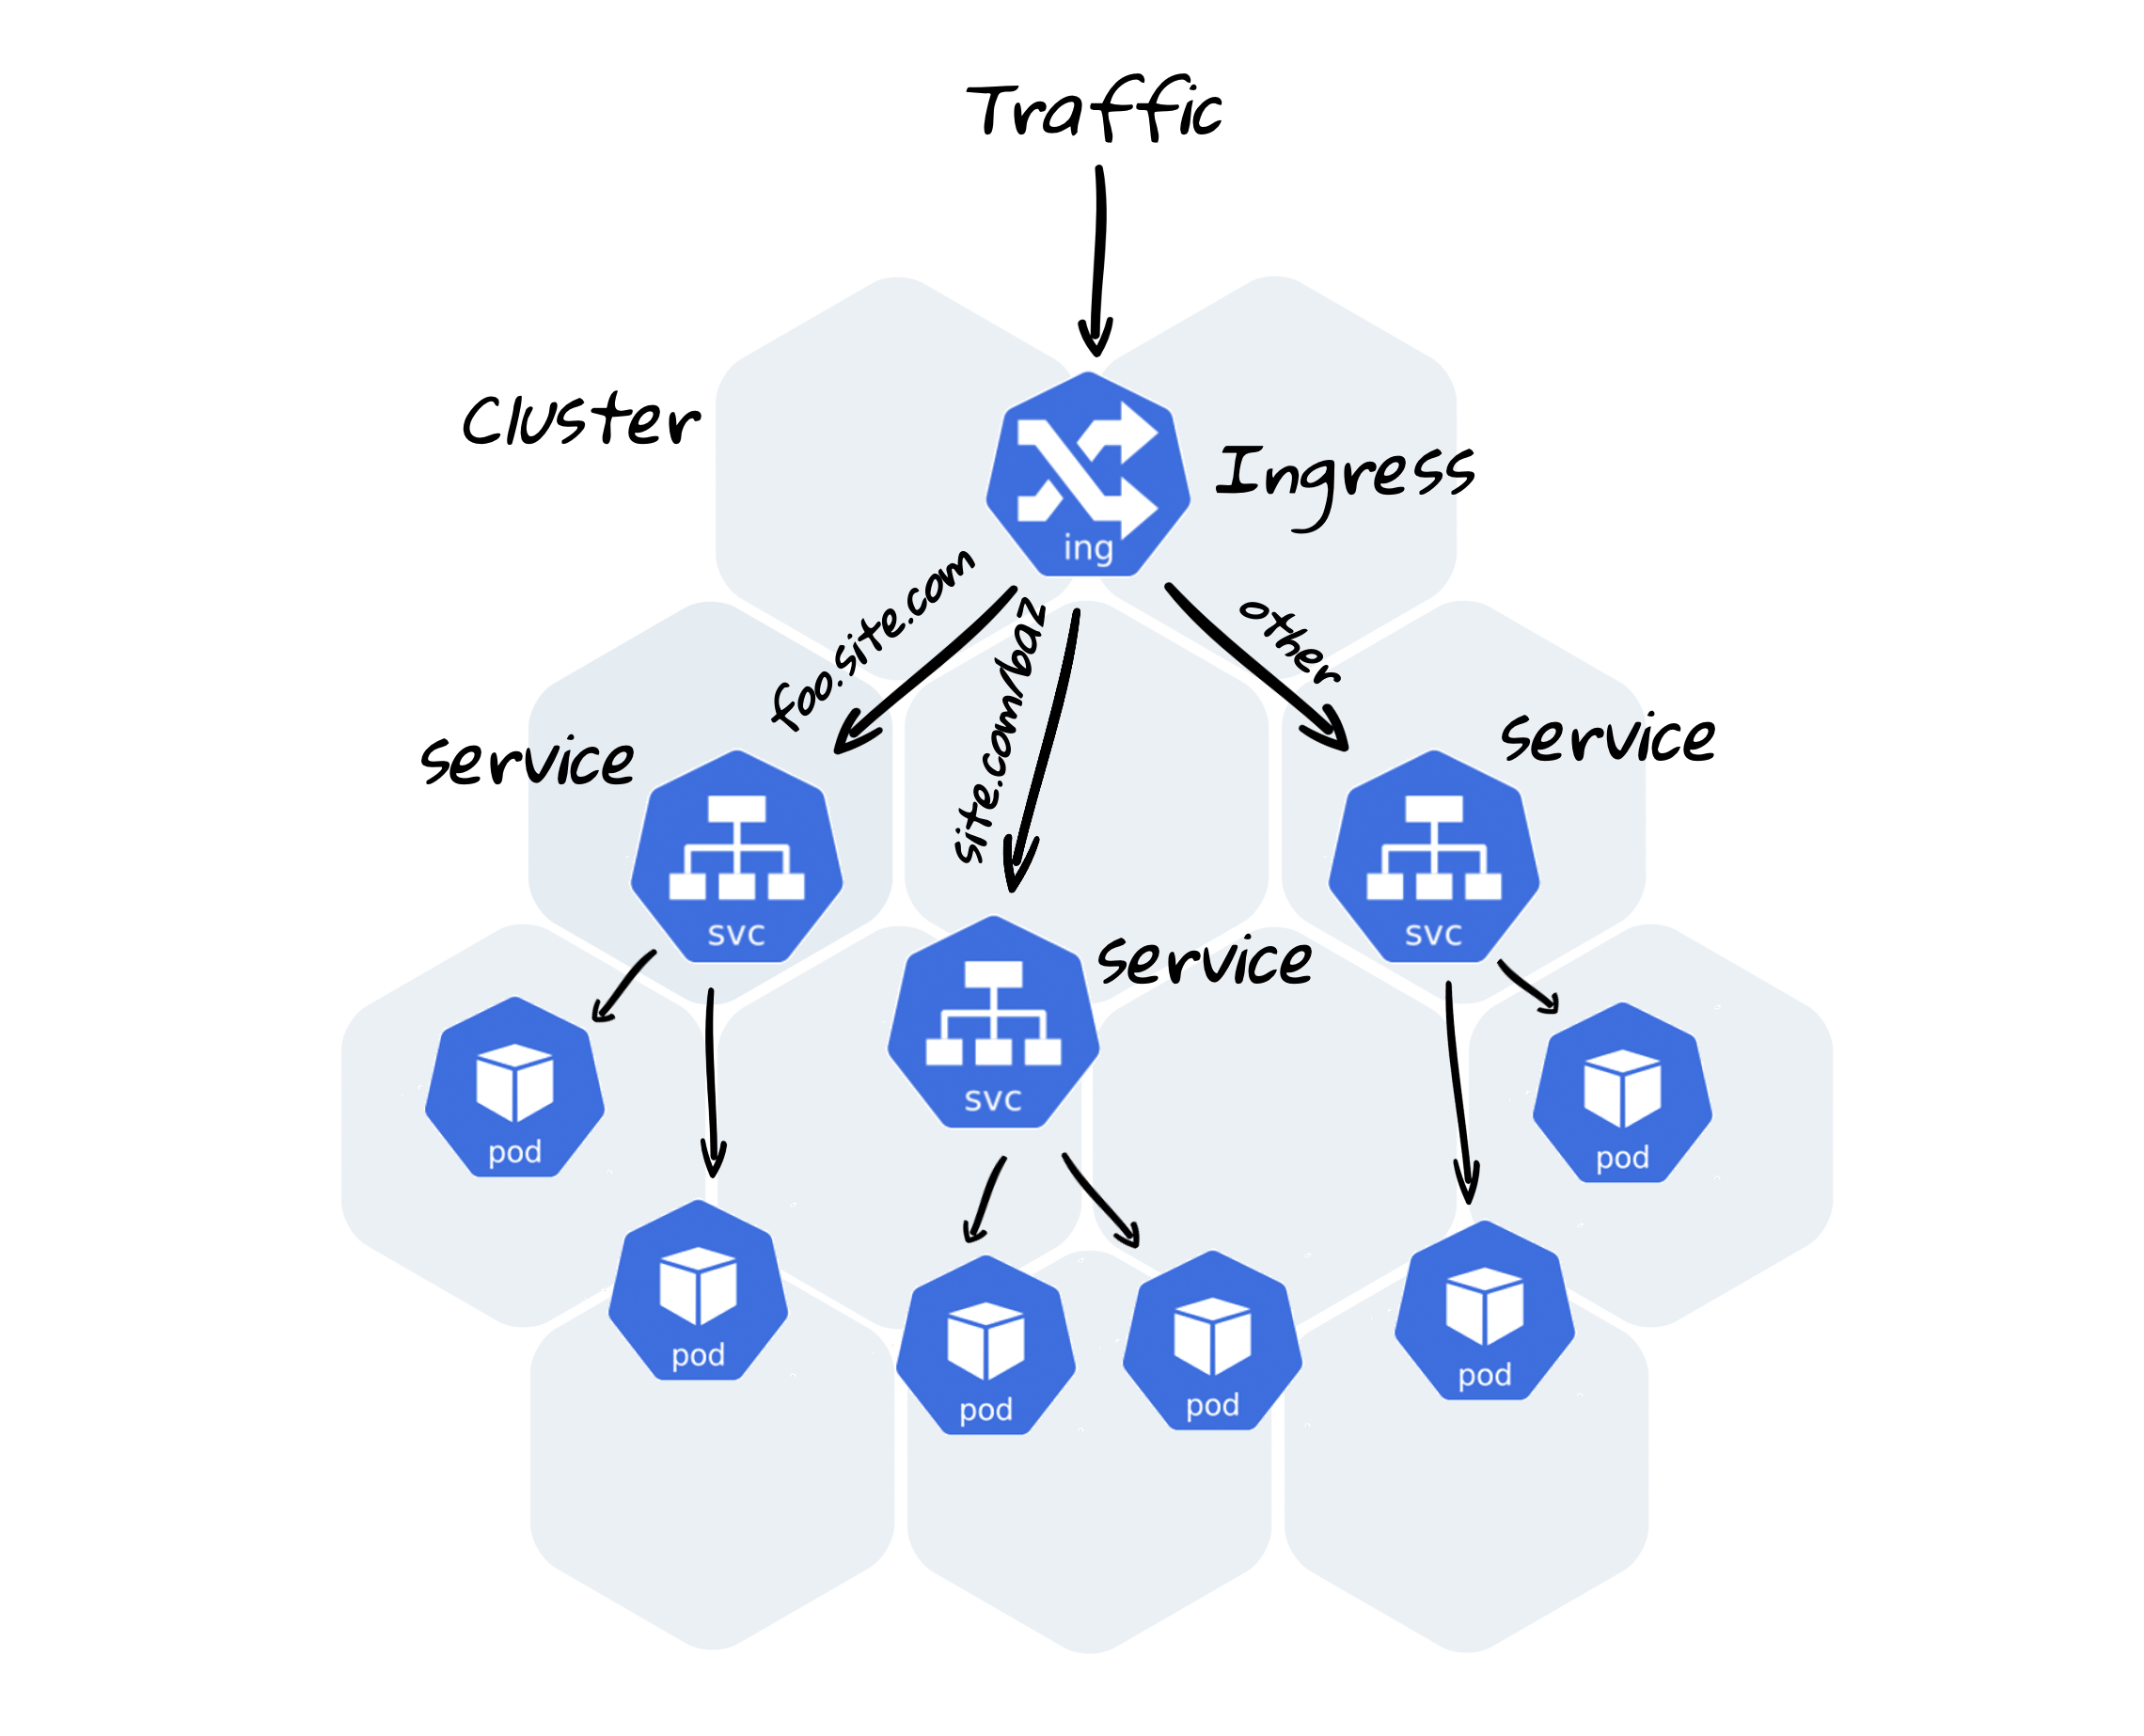 Traffic
Cluster
Ingress
ing
foo.site.com
site.com/baz
other
service
service
svc
svc
service
svc
pod
pod
pod
pod
pod
pod